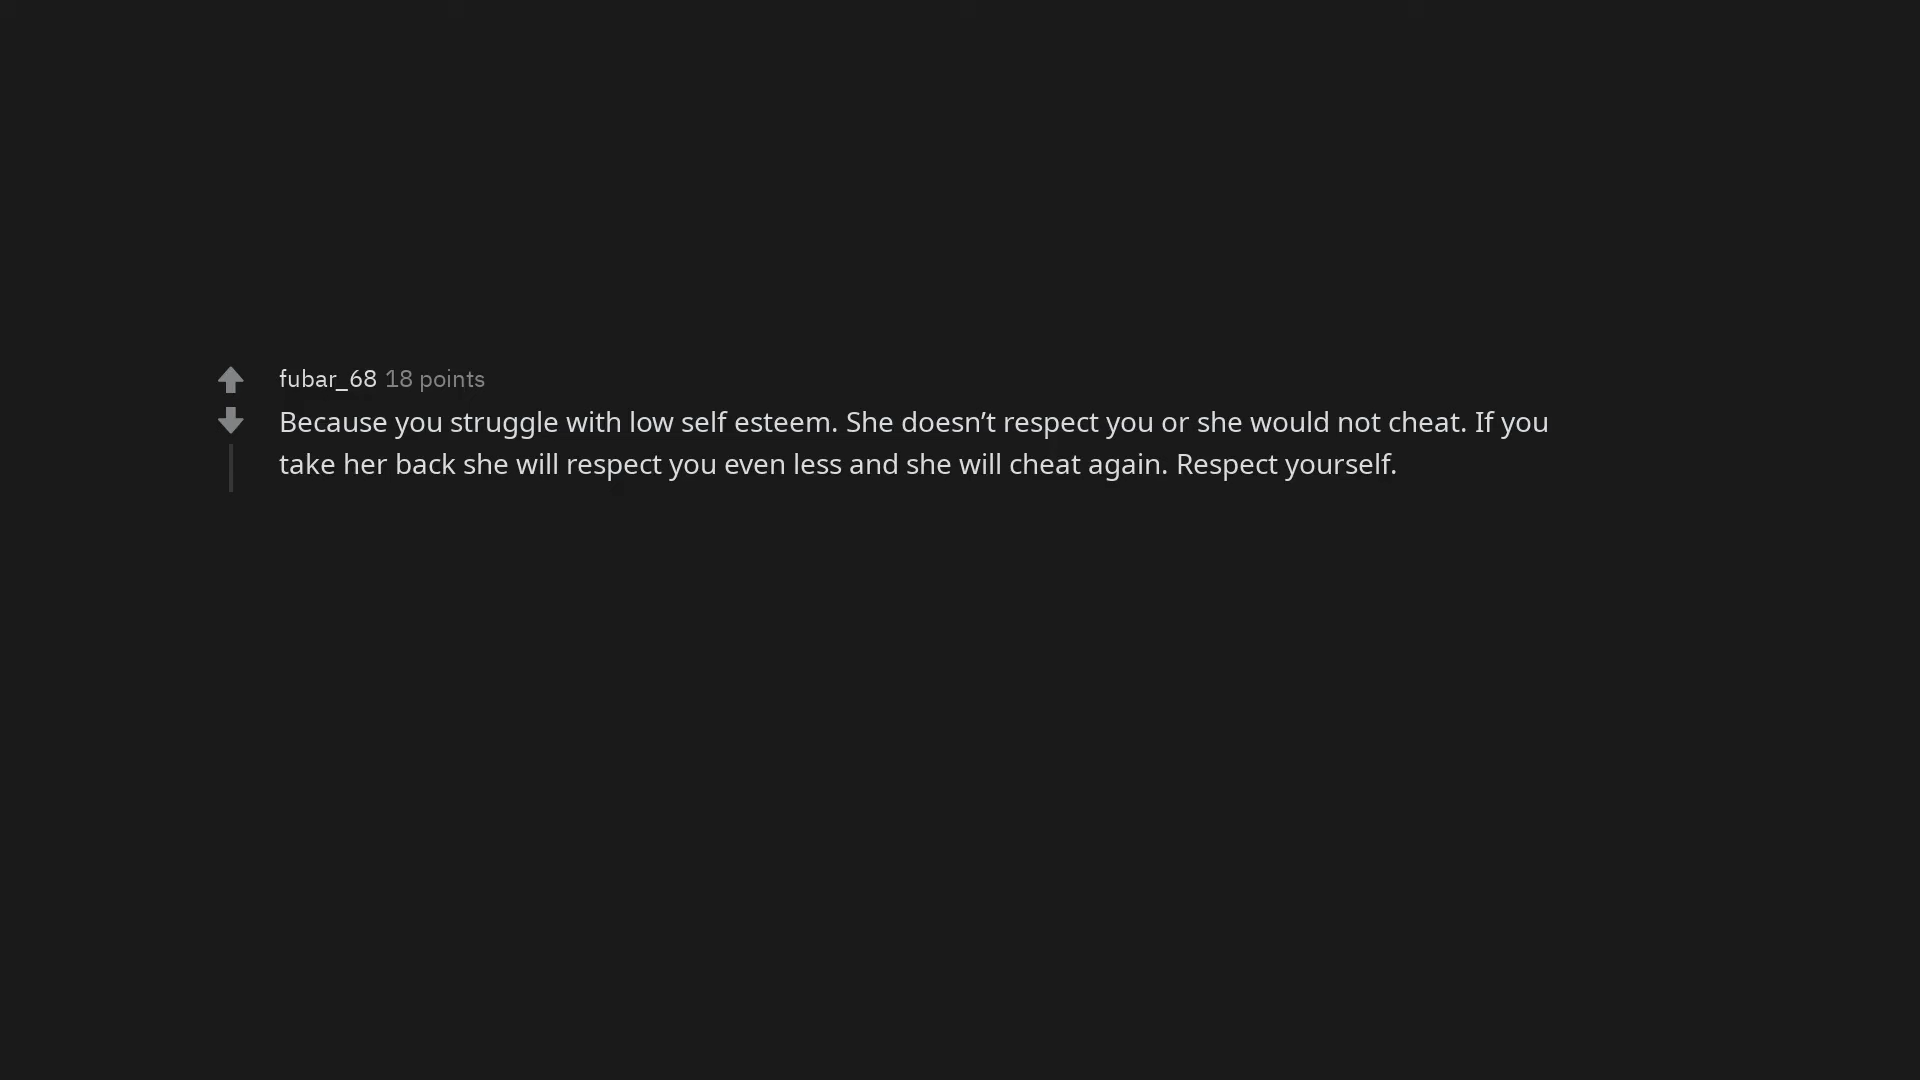 fubar_68 18 points
Because you struggle with low self esteem. She doesn’t respect you or she would not cheat. If you
take her back she will respect you even less and she will cheat again. Respect yourself.